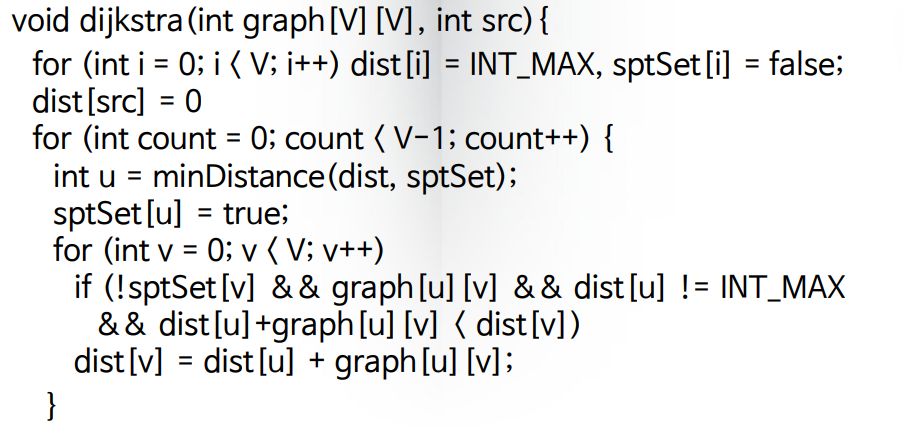 void dijkstra(int graph[V][V], int src){
for (int i = 0; i < V; i++) dist[i] = INT_MAX, sptSet[i] = false;
dist[src] = 0
for (int count = 0; count < V-1; count++) {
int u = minDistance(dist, sptSet);
sptSet[u] = true;
for (int v = 0; v < V; v++)
if (!sptSet[v] && graph[u][v] && dist[u] != INT_MAX
&& dist[u]+graph[u][v] < dist[v])
dist[v] = dist[u] + graph[u][v];
}